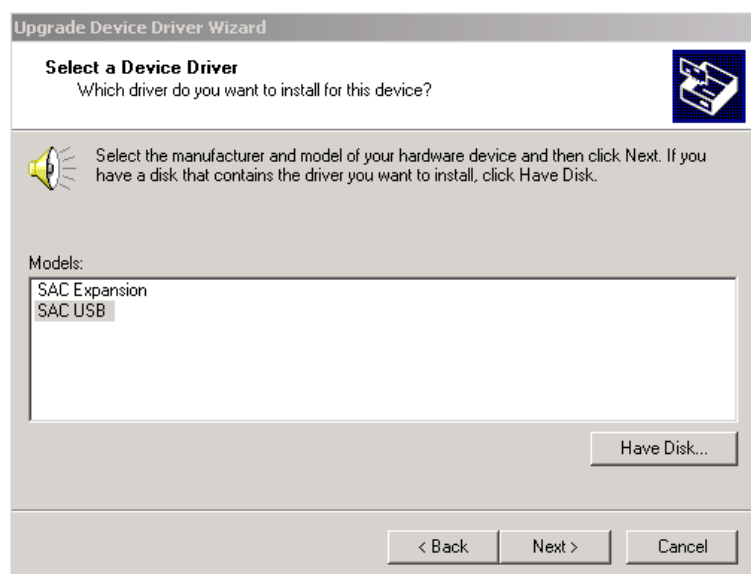 Upgrade Device Driver Wizard
Select a Device Driver
Which driver do you want to install for this device?
Select the manufacturer and model of your hardware device and then click Next. If you
have a disk that contains the driver you want to install, click Have Disk.
Models:
SAC Expansion
SAC USB
Have Disk...
< Back
Next >
Cancel